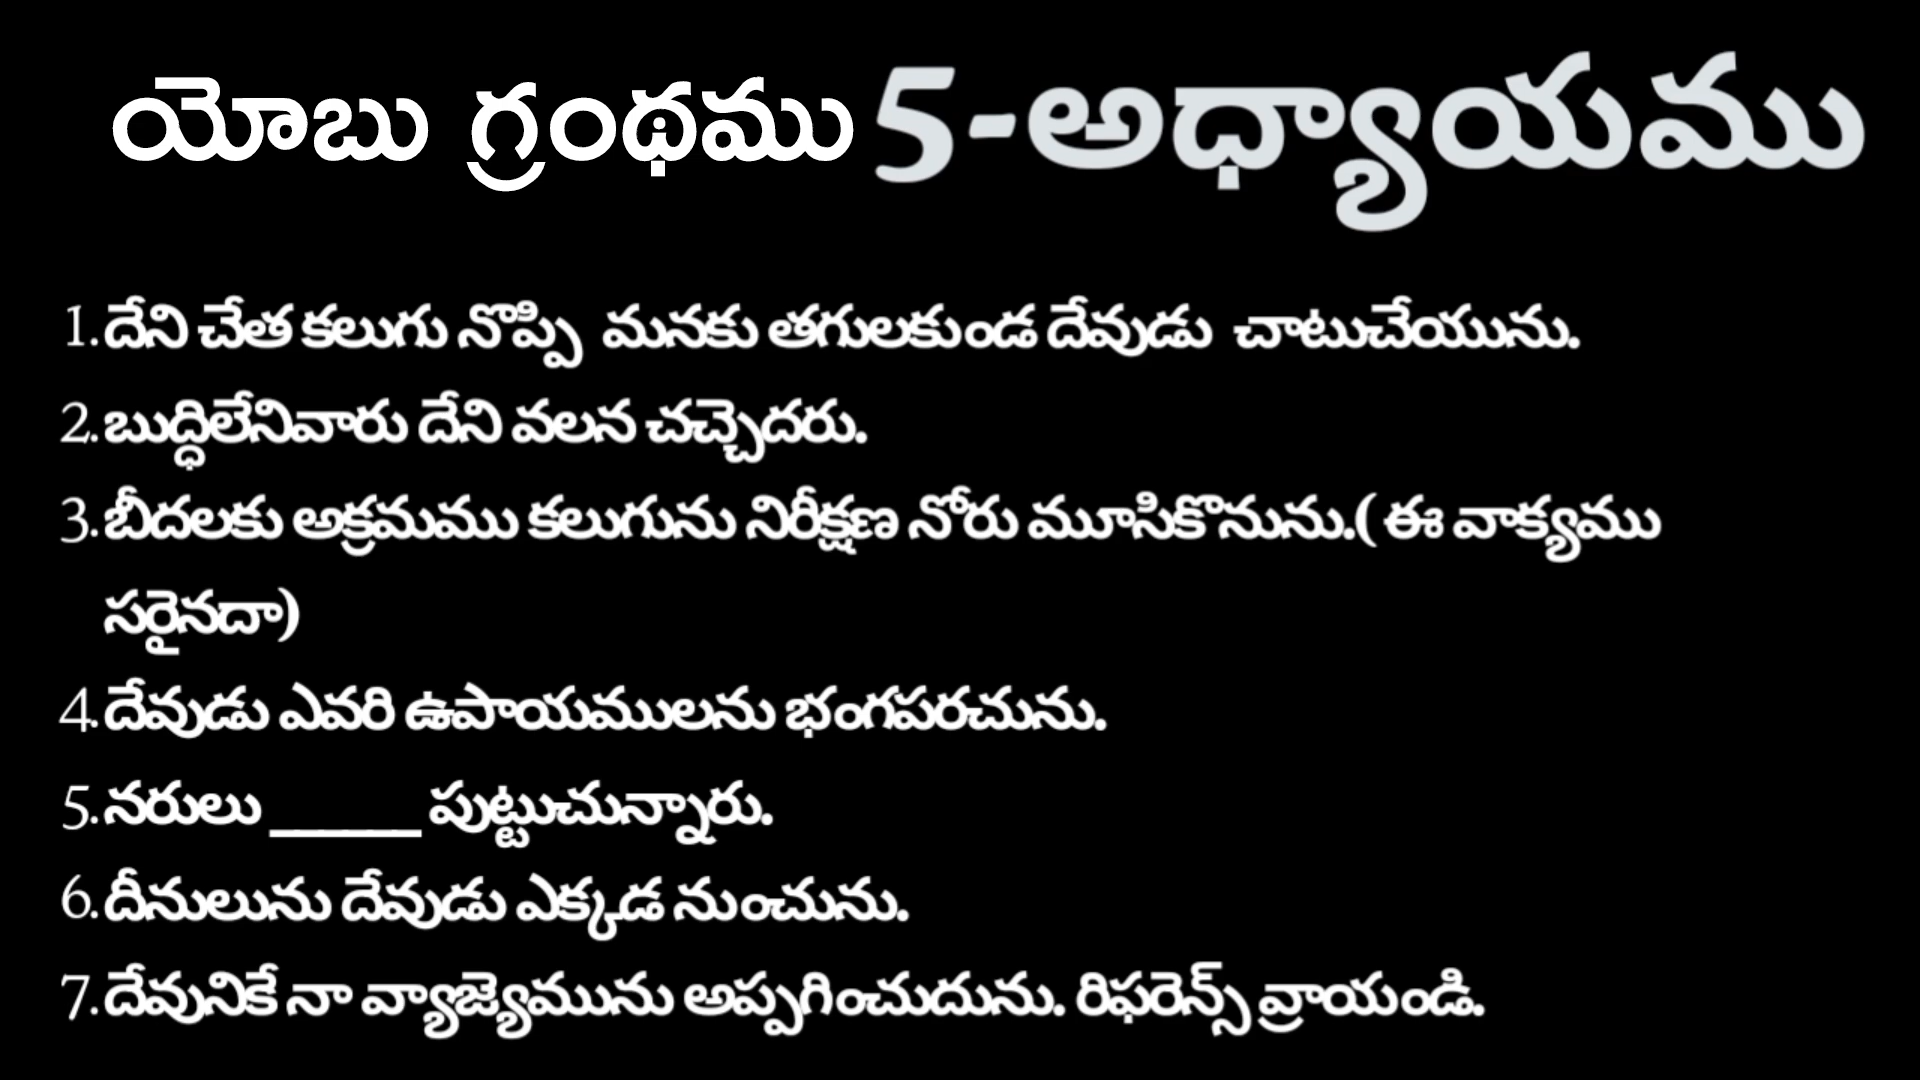 యోబు గ్రంథము 5-అధ్యాయము
1. దేని చేత కలుగు నొప్పి మనకు తగులకుండ దేవుడు చాటుచేయును.
2. బుద్ధిలేనివారు దేని వలన చచ్చెదరు.
3. బీదలకు అక్రమము కలుగును నిరీక్షణ నోరు మూసికొనును.( ఈ వాక్యము
సరైనదా)
4. దేవుడు ఎవరి ఉపాయములను భంగపరచును.
5. నరులు ______ పుట్టుచున్నారు.
6. దీనులును దేవుడు ఎక్కడ నుంచును.
7. దేవునికే నా వ్యాజ్యెమును అప్పగించుదును. రిఫరెన్స్ వ్రాయండి.